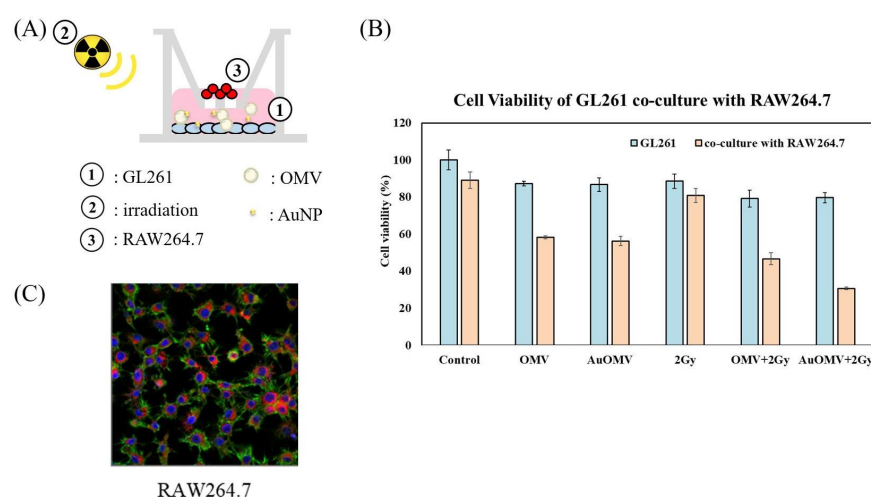 (A)
2
3
1
1 : GL261
: OMV
2 : irradiation
: AuNP
3 : RAW264.7
(B)
Cell Viability of GL261 co-culture with RAW264.7
GL261
co-culture with RAW264.7
Cell viability (%)
120
100
80
60
40
20
0
Control
OMV
AuOMV
2Gy
OMV+2Gy
AuOMV+2Gy
(C)
RAW264.7